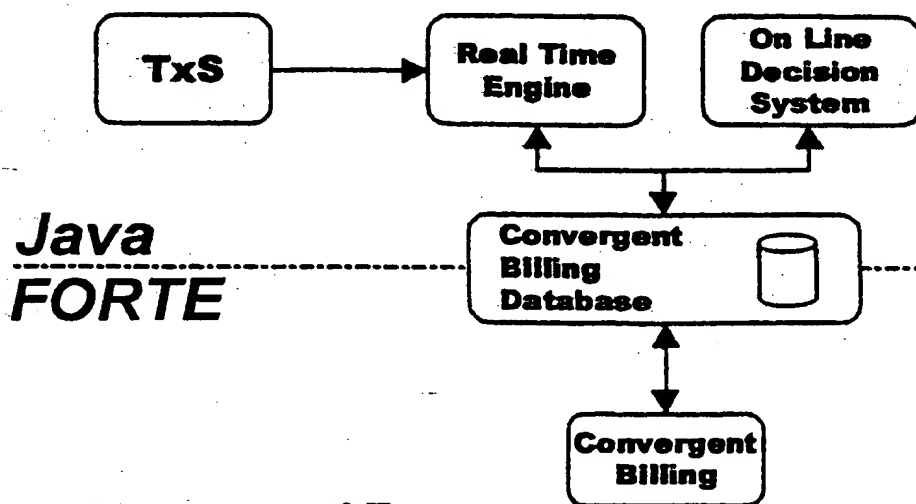 TxS
Real Time
Engine
On Line
Decision
System
Java
FORTE
Convergent
Billing
Database
Convergent
Billing